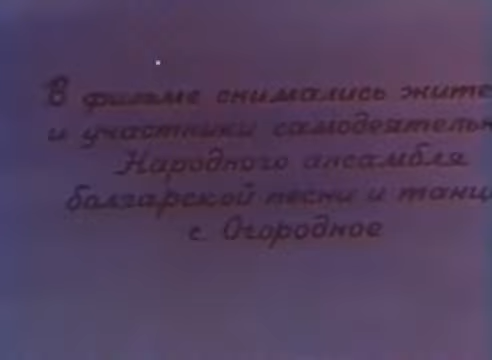 В фильме снимались жите
и участники самодеятельн
Народного ансамбля
болгарской песни и танц
с. Огородное